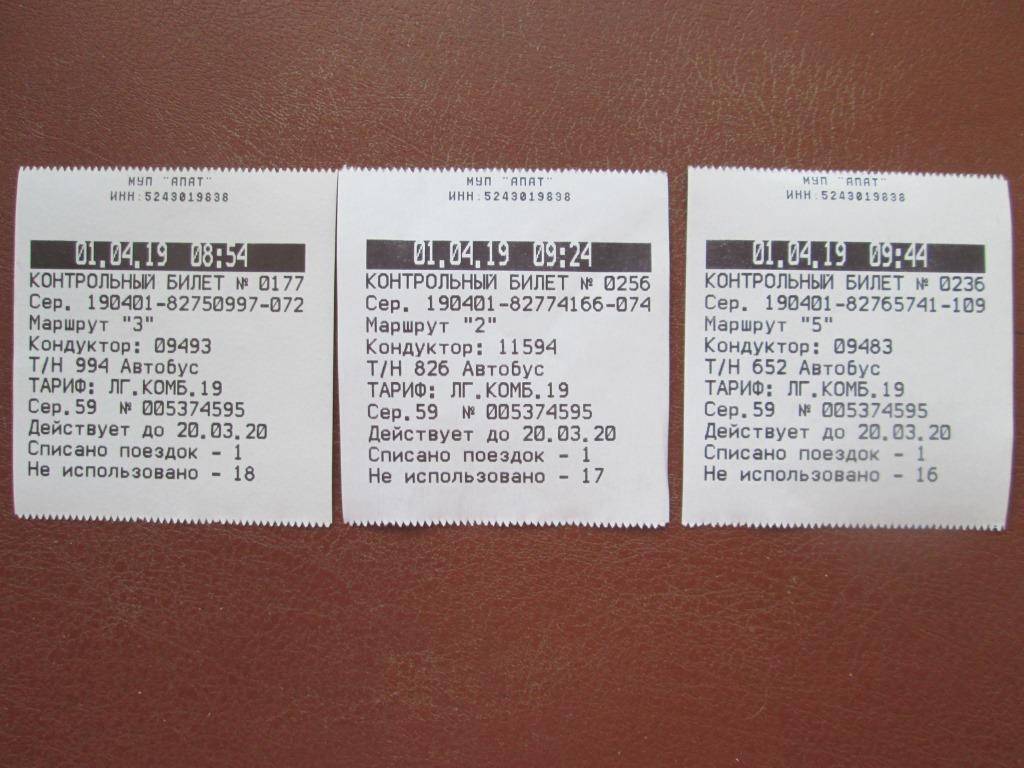 МУП "АПАТ"
ИНН:5243019838
01.04.19 08:54
КОНТРОЛЬНЫЙ БИЛЕТ № 0177
Сер. 190401-82750997-072
Маршрут "3"
Кондуктор: 09493
Т/Н 994 Автобус
ТАРИФ: ЛГ.КОМБ.19
Сер.59 № 005374595
Действует до 20.03.20
Списано поездок - 1
Не использовано - 18
МУП "АПАТ"
ИНН:5243019838
01.04.19 09:24
КОНТРОЛЬНЫЙ БИЛЕТ № 0256
Сер. 190401-82774166-074
Маршрут "2"
Кондуктор: 11594
Т/Н 826 Автобус
ТАРИФ: ЛГ.КОМБ.19
Сер.59 № 005374595
Действует до 20.03.20
Списано поездок - 1
Не использовано - 17
МУП "АПАТ"
ИНН:5243019838
01.04.19 09:44
КОНТРОЛЬНЫЙ БИЛЕТ № 0236
Сер. 190401-82765741-109
Маршрут "5"
Кондуктор: 09483
Т/Н 652 Автобус
ТАРИФ: ЛГ.КОМБ.19
Сер.59 № 005374595
Действует до 20.03.20
Списано поездок - 1
Не использовано - 16